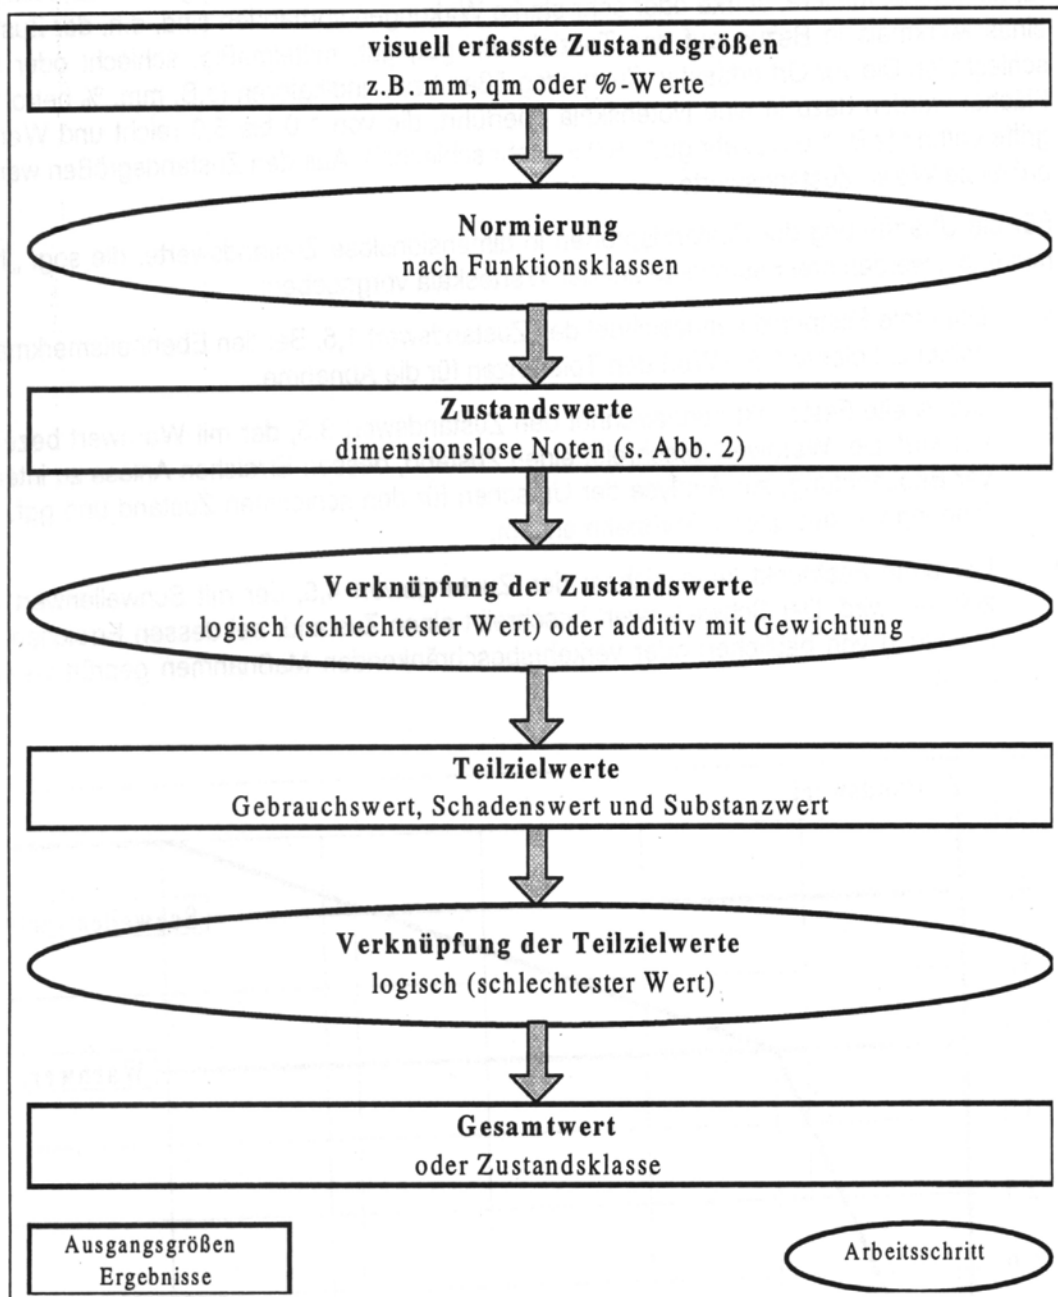 visuell erfasste Zustandsgrößen
z.B. mm, qm oder %-Werte
Normierung
nach Funktionsklassen
Zustandswerte
dimensionslose Noten (s. Abb. 2)
Verknüpfung der Zustandswerte
logisch (schlechtester Wert) oder additiv mit Gewichtung
Teilzielwerte
Gebrauchswert, Schadenswert und Substanzwert
Verknüpfung der Teilzielwerte
logisch (schlechtester Wert)
Gesamtwert
oder Zustandsklasse
Ausgangsgrößen
Ergebnisse
Arbeitsschritt